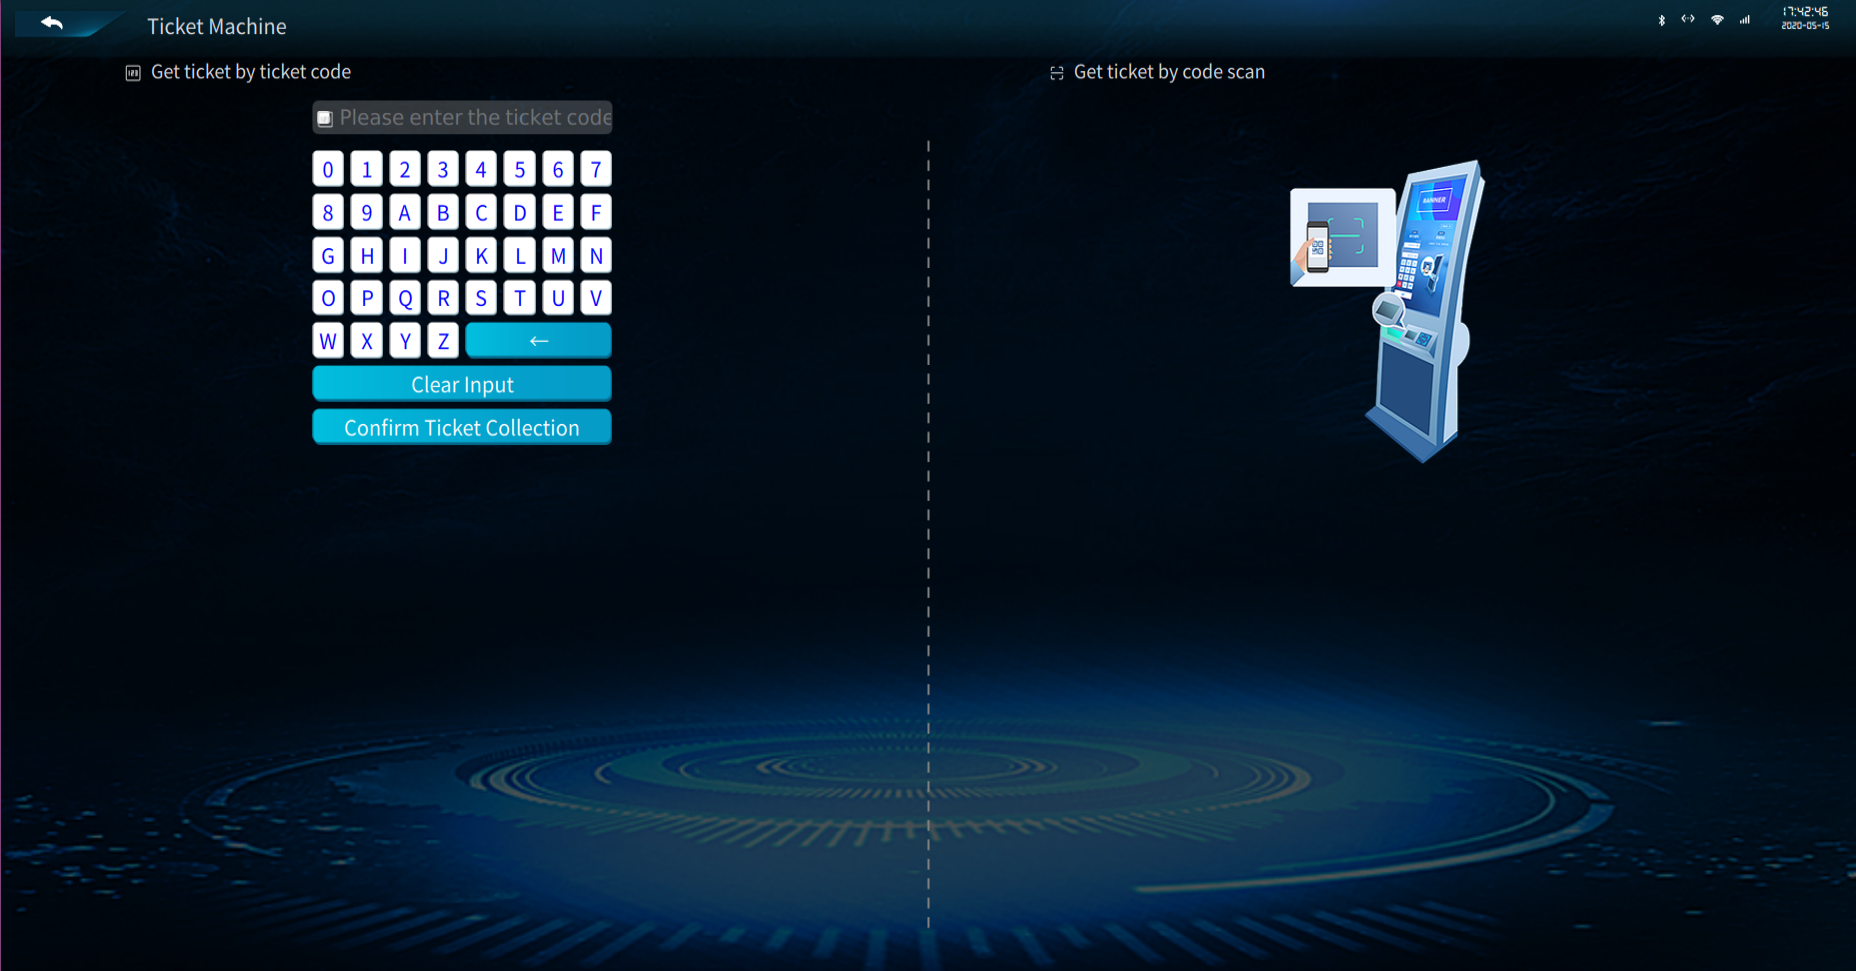 Ticket Machine
17:42:46
2020-05-15
Get ticket by ticket code
Get ticket by code scan
Please enter the ticket code
0 1 2 3 4 5 6 7
8 9 A B C D E F
G H I J K L M N
O P Q R S T U V
W X Y Z ←
Clear Input
Confirm Ticket Collection
BANNER